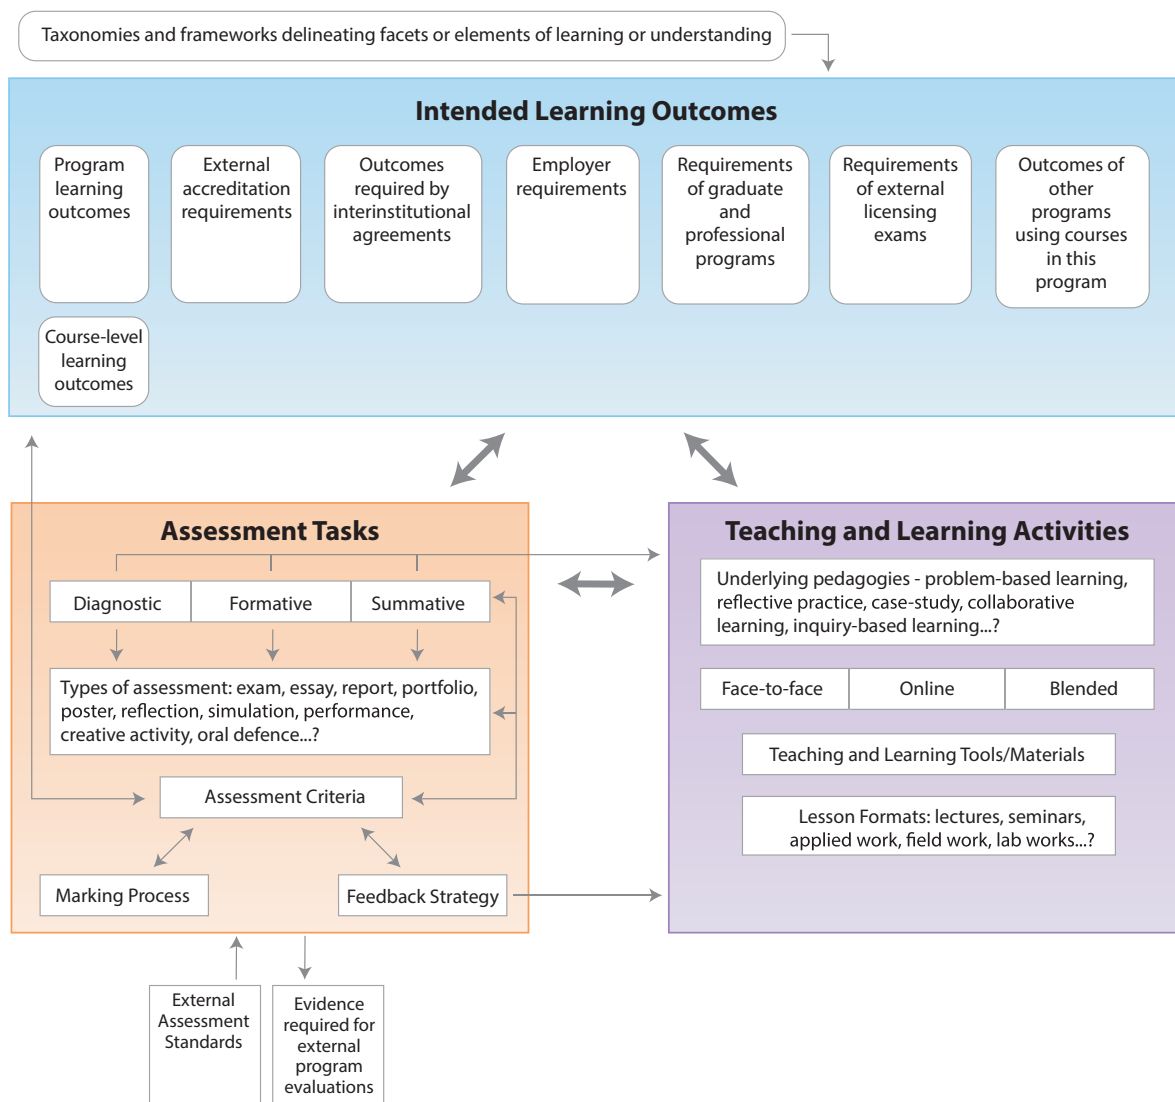 Taxonomies and frameworks delineating facets or elements of learning or understanding
Intended Learning Outcomes
Program
learning
outcomes
External
accreditation
requirements
Outcomes
required by
interinstitutional
agreements
Employer
requirements
Requirements
of graduate
and
professional
programs
Requirements
of external
licensing
exams
Outcomes of
other
programs
using courses
in this
program
Course-level
learning
outcomes
Assessment Tasks
Diagnostic
Formative
Summative
Types of assessment: exam, essay, report, portfolio,
poster, reflection, simulation, performance,
creative activity, oral defence...?
Assessment Criteria
Marking Process
Feedback Strategy
External
Assessment
Standards
Evidence
required for
external
program
evaluations
Teaching and Learning Activities
Underlying pedagogies - problem-based learning,
reflective practice, case-study, collaborative
learning, inquiry-based learning...?
Face-to-face
Online
Blended
Teaching and Learning Tools/Materials
Lesson Formats: lectures, seminars,
applied work, field work, lab works...?